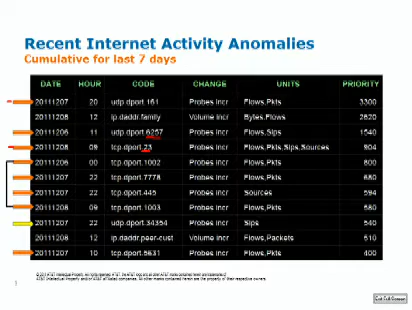 Recent Internet Activity Anomalies
Cumulative for last 7 days
DATE HOUR CODE CHANGE UNITS PRIORITY
20111207 20 udp.dport.161 Probes Incr Flows,Pkts 3300
20111208 12 ip.daddr.family Volume Incr Bytes,Flows 2620
20111206 11 udp.dport.6257 Probes Incr Flows,Sips 1540
20111208 09 tcp.dport.23 Probes Incr Flows,Pkts,Sips,Sources 904
20111206 00 tcp.dport.1002 Probes Incr Flows,Pkts 800
20111207 22 tcp.dport.7778 Probes Incr Flows,Pkts 680
20111207 22 tcp.dport.445 Probes Incr Sources 594
20111208 09 tcp.dport.1003 Probes Incr Flows,Pkts 580
20111207 22 udp.dport.34354 Probes Incr Sips 540
20111208 12 ip.daddr.peer-cust Volume Incr Flows,Packets 510
20111207 10 tcp.dport.5631 Probes Incr Flows,Pkts 400